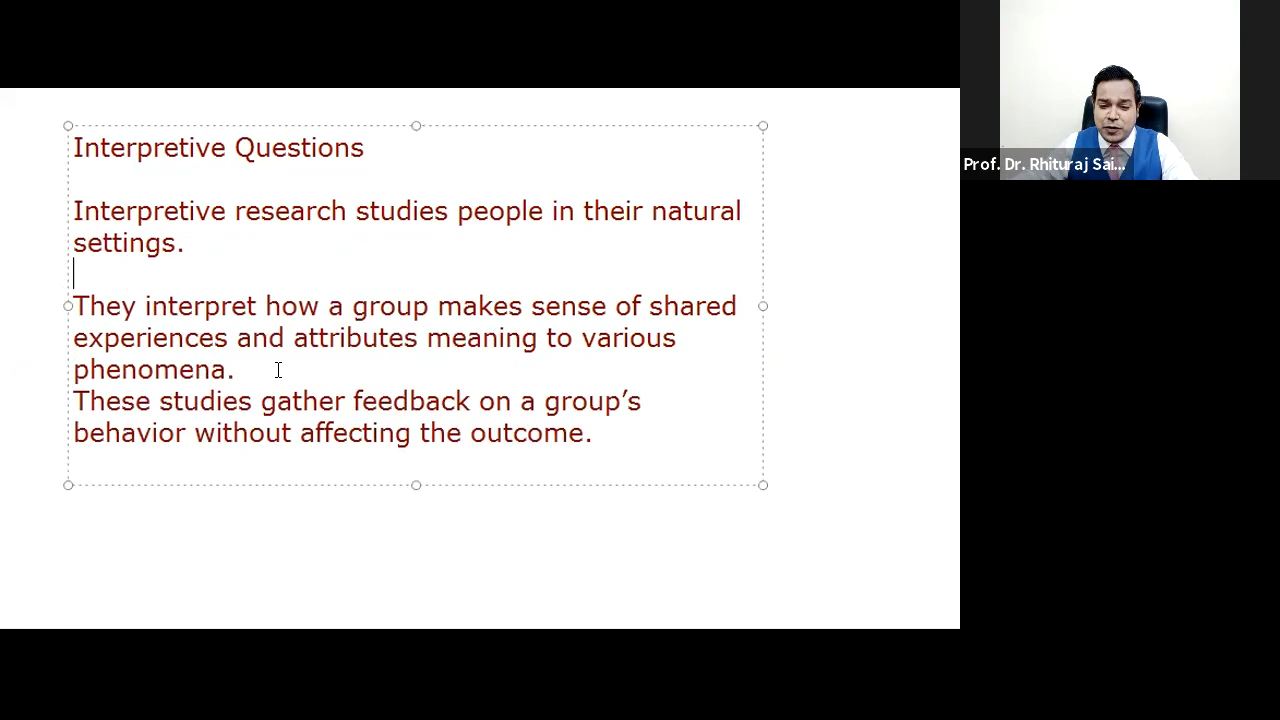 Interpretive Questions
Interpretive research studies people in their natural
settings.
They interpret how a group makes sense of shared
experiences and attributes meaning to various
phenomena.
These studies gather feedback on a group’s
behavior without affecting the outcome.
Prof. Dr. Rhituraj Sai...